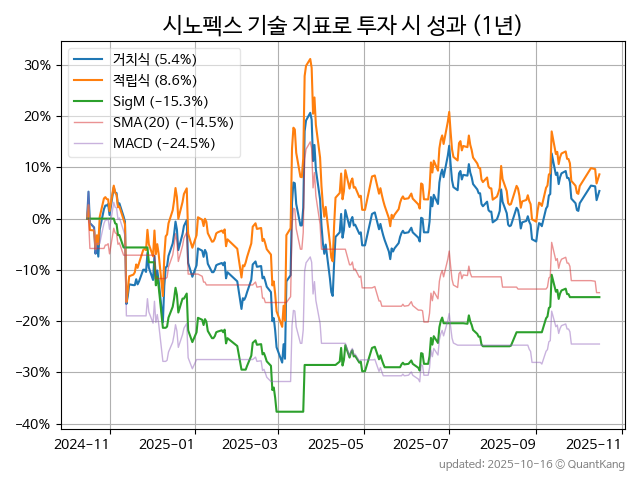 시노펙스 기술 지표로 투자 시 성과 (1년)
거치식 (5.4%)
적립식 (8.6%)
SigM (−15.3%)
SMA(20) (−14.5%)
MACD (−24.5%)
30%
20%
10%
0%
−10%
−20%
−30%
−40%
2024-11 2025-01 2025-03 2025-05 2025-07 2025-09 2025-11
updated: 2025-10-16 © QuantKang